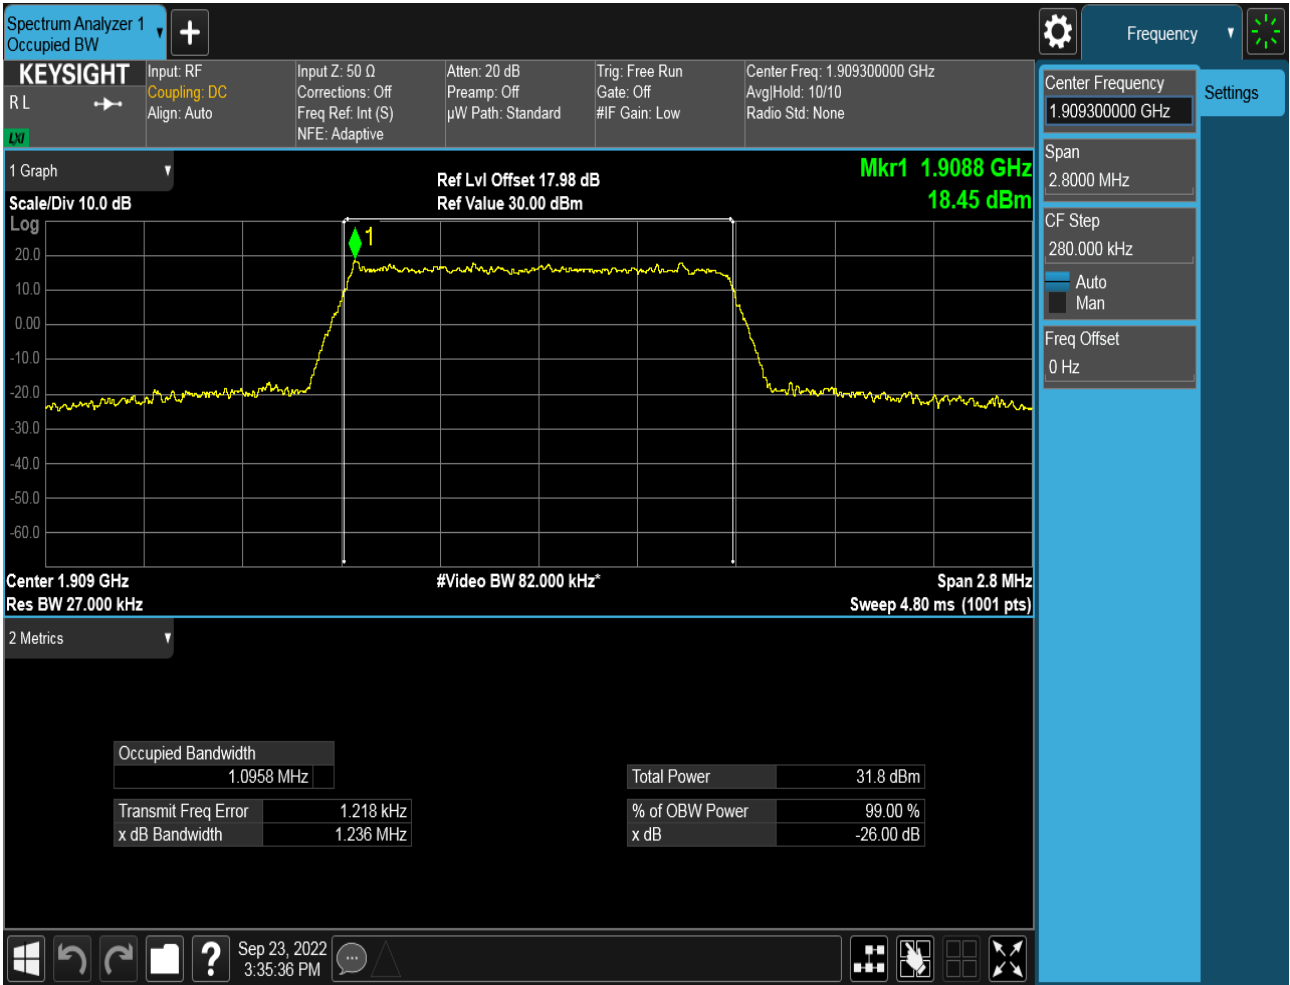 Spectrum Analyzer 1
Occupied BW
Frequency
KEYSIGHT
R L
LXI
Input: RF
Coupling: DC
Align: Auto
Input Z: 50 Ω
Corrections: Off
Freq Ref: Int (S)
NFE: Adaptive
Atten: 20 dB
Preamp: Off
µW Path: Standard
Trig: Free Run
Gate: Off
#IF Gain: Low
Center Freq: 1.909300000 GHz
Avg|Hold: 10/10
Radio Std: None
Center Frequency
1.909300000 GHz
Settings
Span
2.8000 MHz
CF Step
280.000 kHz
Auto
Man
Freq Offset
0 Hz
1 Graph
Scale/Div 10.0 dB
Ref Lvl Offset 17.98 dB
Ref Value 30.00 dBm
Mkr1 1.9088 GHz
18.45 dBm
Log
1
20.0
10.0
0.00
-10.0
-20.0
-30.0
-40.0
-50.0
-60.0
Center 1.909 GHz
#Video BW 82.000 kHz*
Span 2.8 MHz
Res BW 27.000 kHz
Sweep 4.80 ms (1001 pts)
2 Metrics
Occupied Bandwidth
1.0958 MHz
Total Power 31.8 dBm
Transmit Freq Error 1.218 kHz
% of OBW Power 99.00 %
x dB Bandwidth 1.236 MHz
x dB -26.00 dB
?
Sep 23, 2022
3:35:36 PM